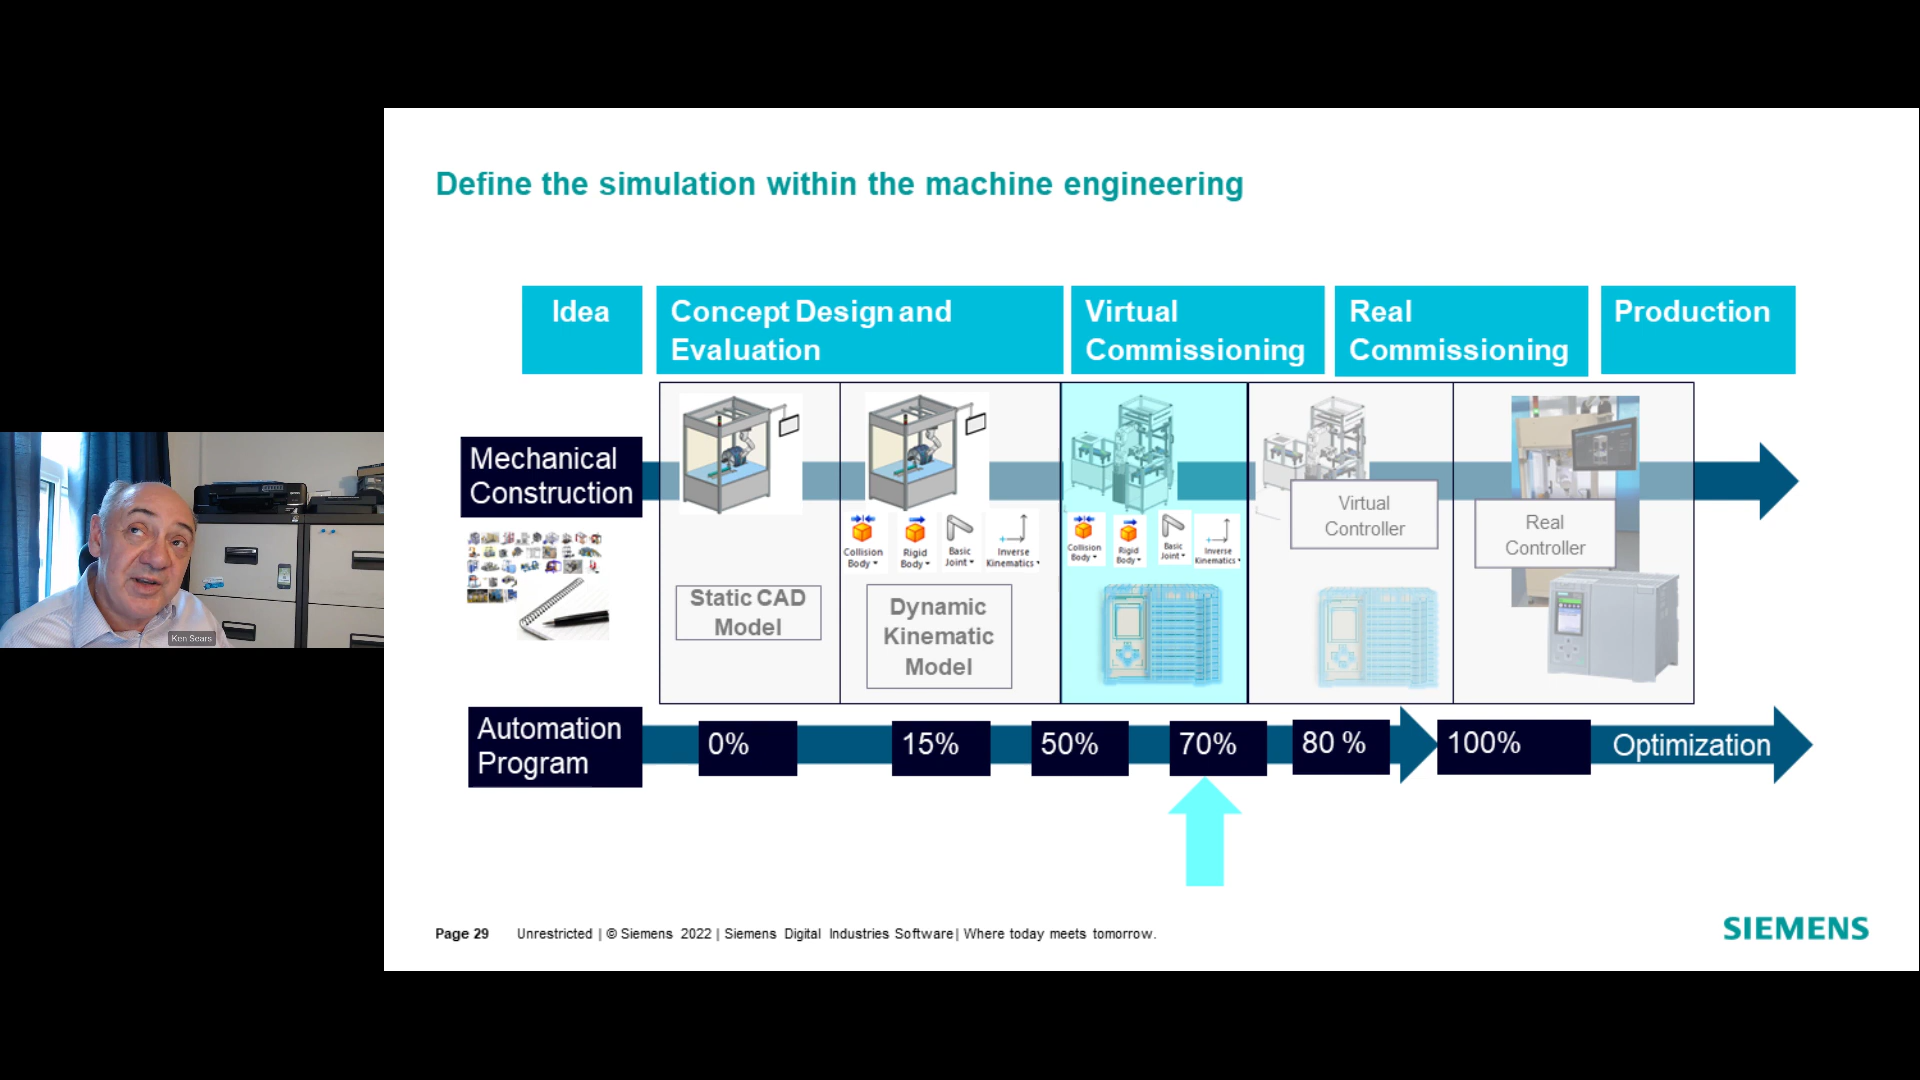 Define the simulation within the machine engineering
Idea
Concept Design and
Evaluation
Virtual
Commissioning
Real
Commissioning
Production
Mechanical
Construction
Collision
Body
Rigid
Body
Basic
Joint
Inverse
Kinematics
Collision
Body
Rigid
Body
Basic
Joint
Inverse
Kinematics
Virtual
Controller
Real
Controller
Static CAD
Model
Dynamic
Kinematic
Model
Ken Sears
Automation
Program
0%
15%
50%
70%
80 %
100%
Optimization
Page 29
Unrestricted | © Siemens 2022 | Siemens Digital Industries Software| Where today meets tomorrow.
SIEMENS